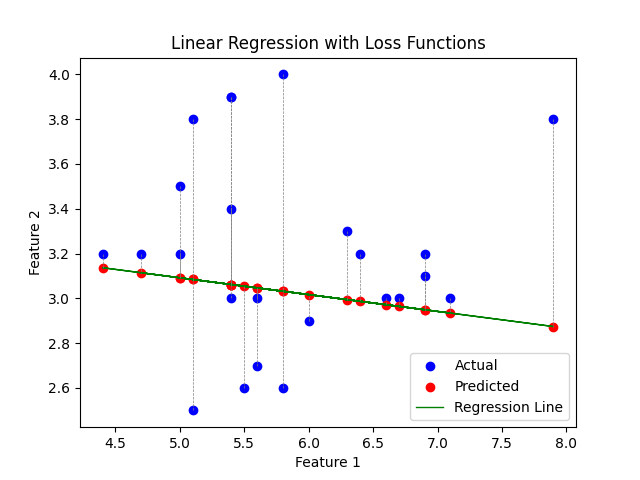 Linear Regression with Loss Functions
4.0
3.8
3.6
3.4
3.2
3.0
2.8
2.6
Feature 2
Actual
Predicted
Regression Line
4.5 5.0 5.5 6.0 6.5 7.0 7.5 8.0
Feature 1